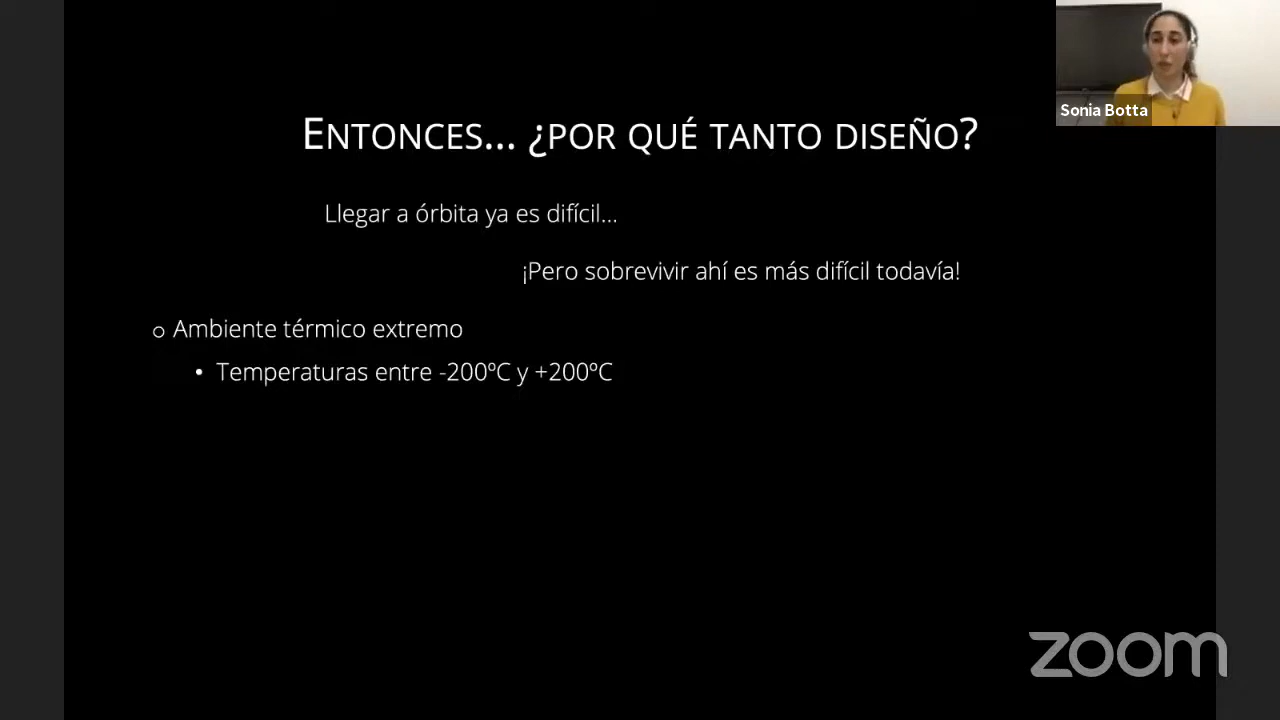 Sonia Botta
ENTONCES... ¿POR QUÉ TANTO DISEÑO?
Llegar a órbita ya es difícil...
¡Pero sobrevivir ahí es más difícil todavía!
o Ambiente térmico extremo
• Temperaturas entre -200ºC y +200ºC
zoom